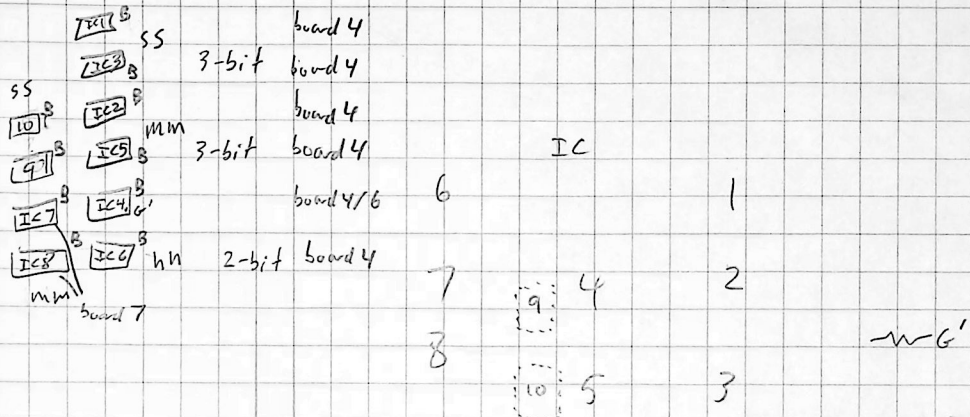 IC1 B board 4
ss
IC3 B 3-bit board 4
ss
10 B IC2 B board 4
mm
9 B IC5 B 3-bit board 4
IC
IC7 B IC4 B G' board 4/6
6 1
IC8 B IC6 B hh 2-bit board 4
mm
7 9 4 2
board 7
G'
8
10 5 3